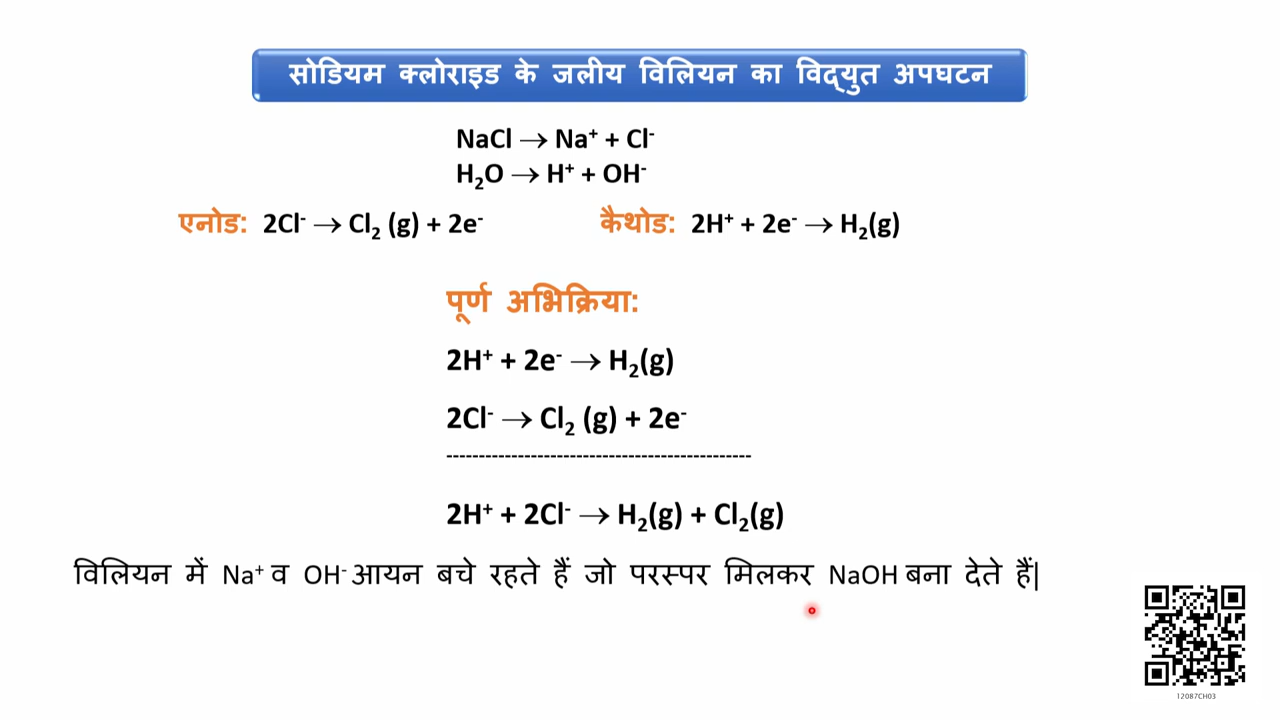 सोडियम क्लोराइड के जलीय विलियन का विद्युत अपघटन
NaCl → Na⁺ + Cl⁻
H₂O → H⁺ + OH⁻
एनोड: 2Cl⁻ → Cl₂ (g) + 2e⁻ कैथोड: 2H⁺ + 2e⁻ → H₂(g)
पूर्ण अभिक्रिया:
2H⁺ + 2e⁻ → H₂(g)
2Cl⁻ → Cl₂ (g) + 2e⁻
-----------------------------------------------
2H⁺ + 2Cl⁻ → H₂(g) + Cl₂(g)
विलियन में Na⁺ व OH⁻ आयन बचे रहते हैं जो परस्पर मिलकर NaOH बना देते हैं|
12087CH03